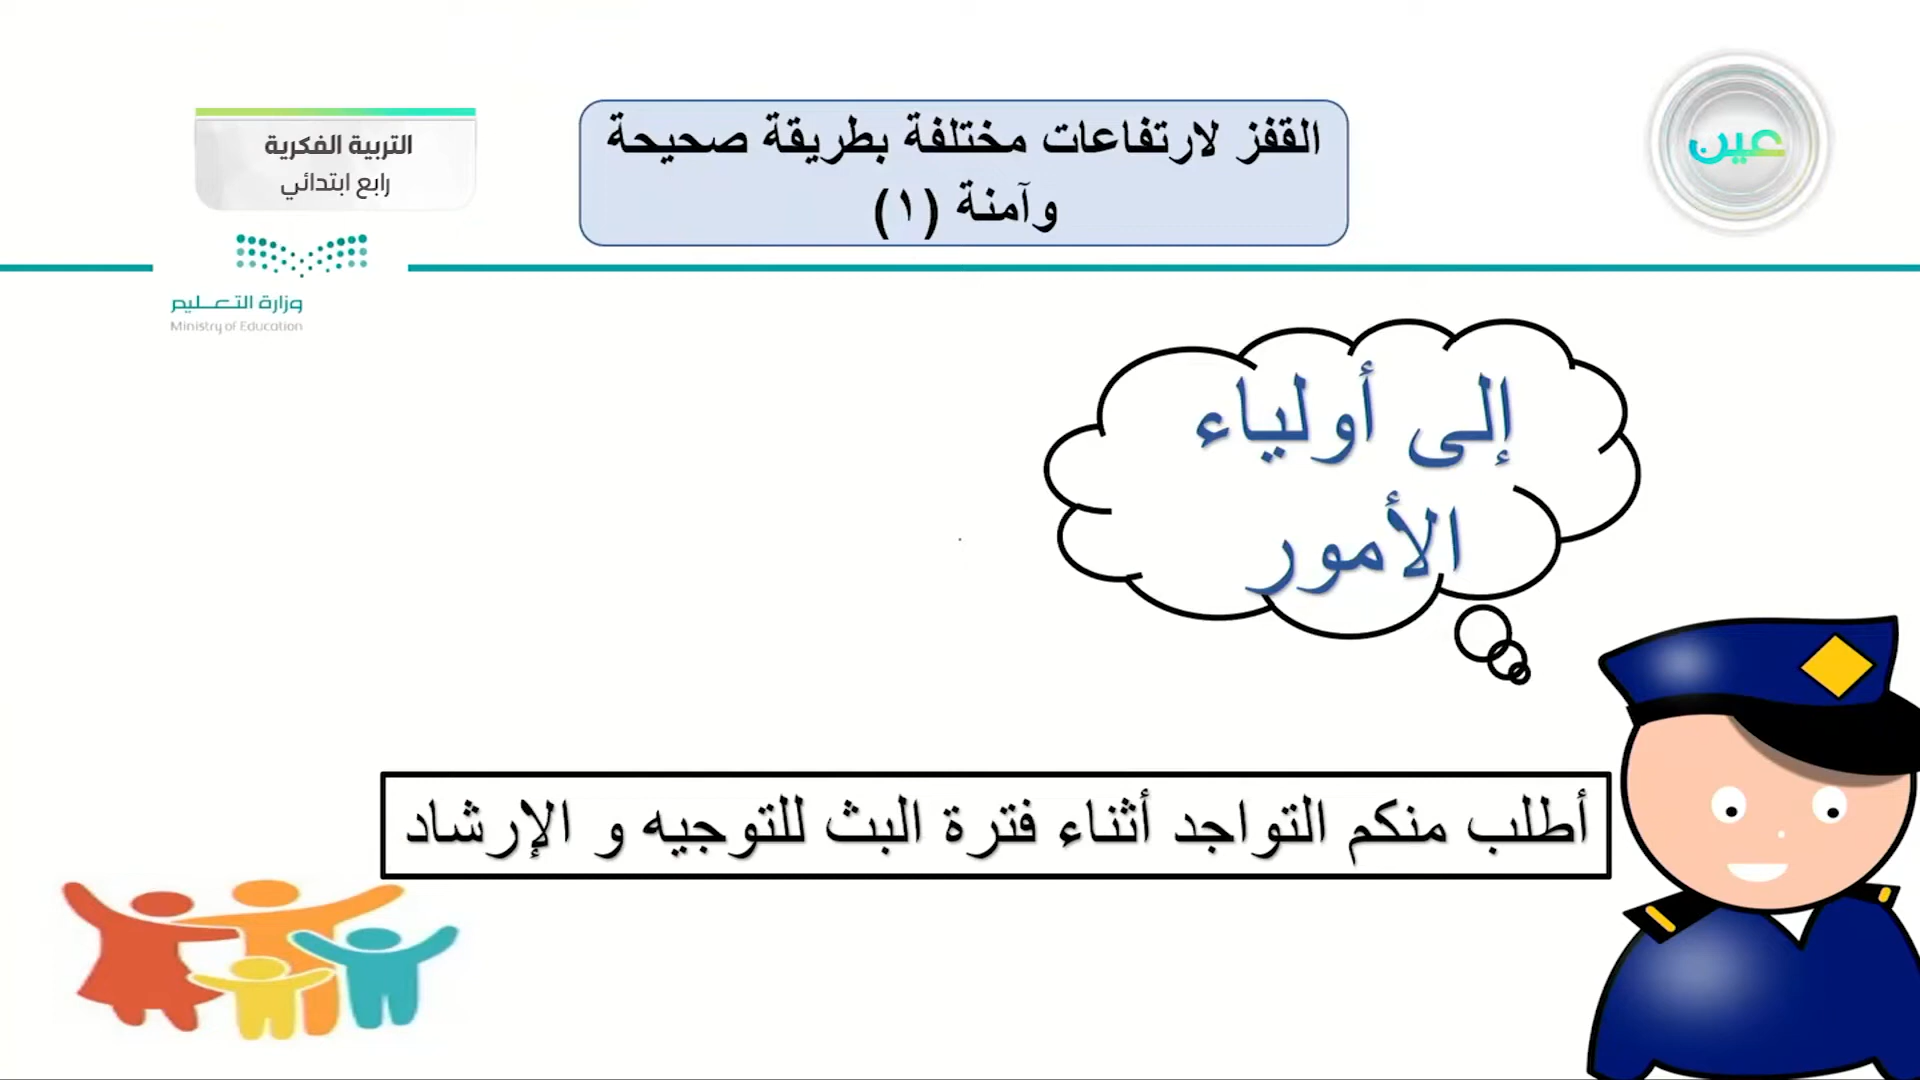 القفز لارتفاعات مختلفة بطريقة صحيحة
وآمنة (١)
عين
التربية الفكرية
رابع ابتدائي
وزارة التعليم
Ministry of Education
إلى أولياء
الأمور
أطلب منكم التواجد أثناء فترة البث للتوجيه و الإرشاد